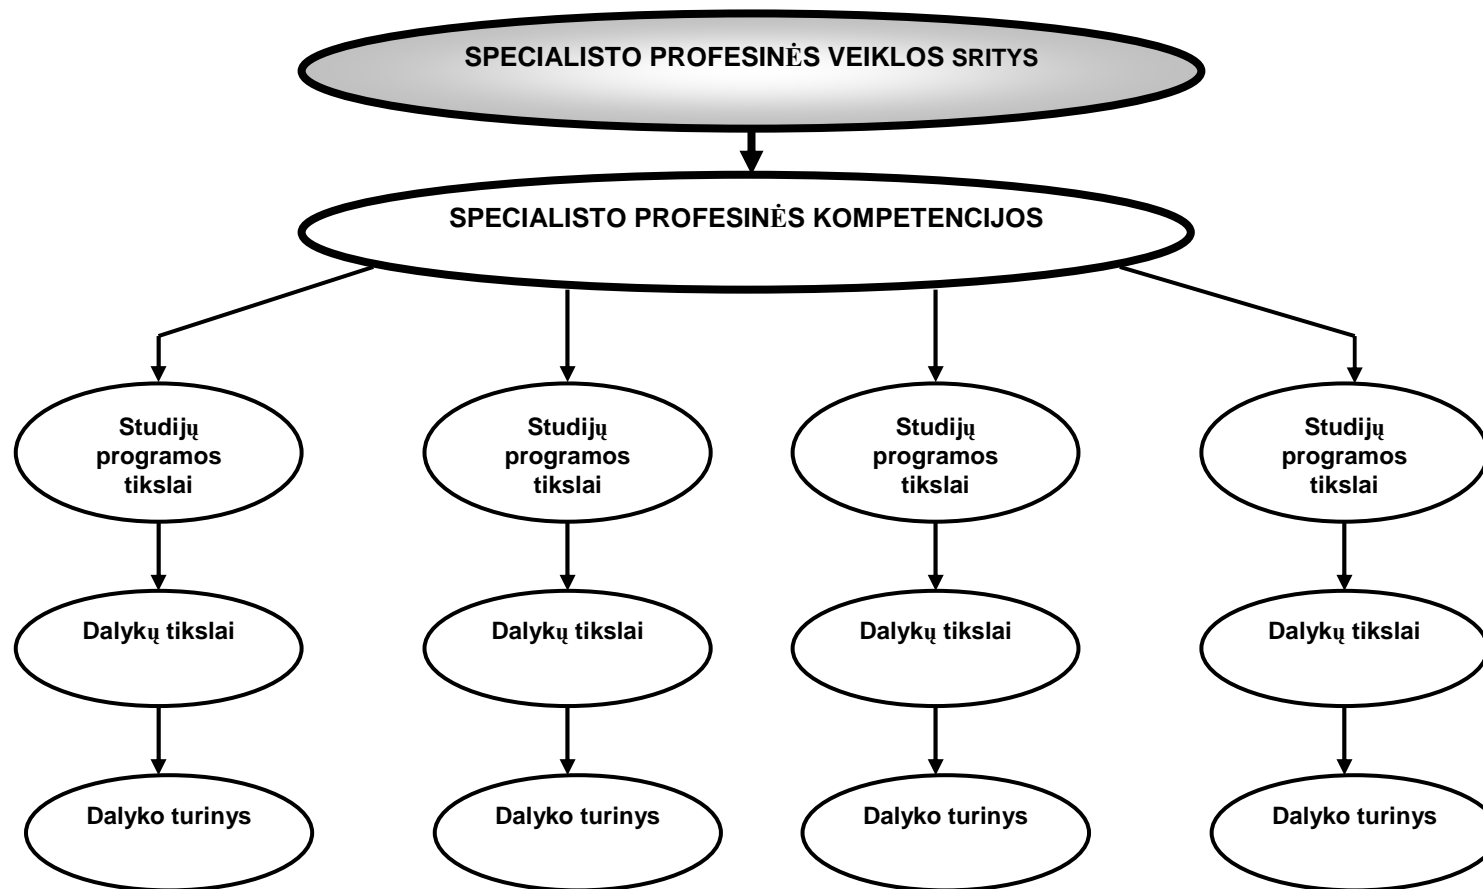 SPECIALISTO PROFESINĖS VEIKLOS SRITYS
SPECIALISTO PROFESINĖS KOMPETENCIJOS
Studijų
programos
tikslai
Studijų
programos
tikslai
Studijų
programos
tikslai
Studijų
programos
tikslai
Dalykų tikslai
Dalykų tikslai
Dalykų tikslai
Dalykų tikslai
Dalyko turinys
Dalyko turinys
Dalyko turinys
Dalyko turinys